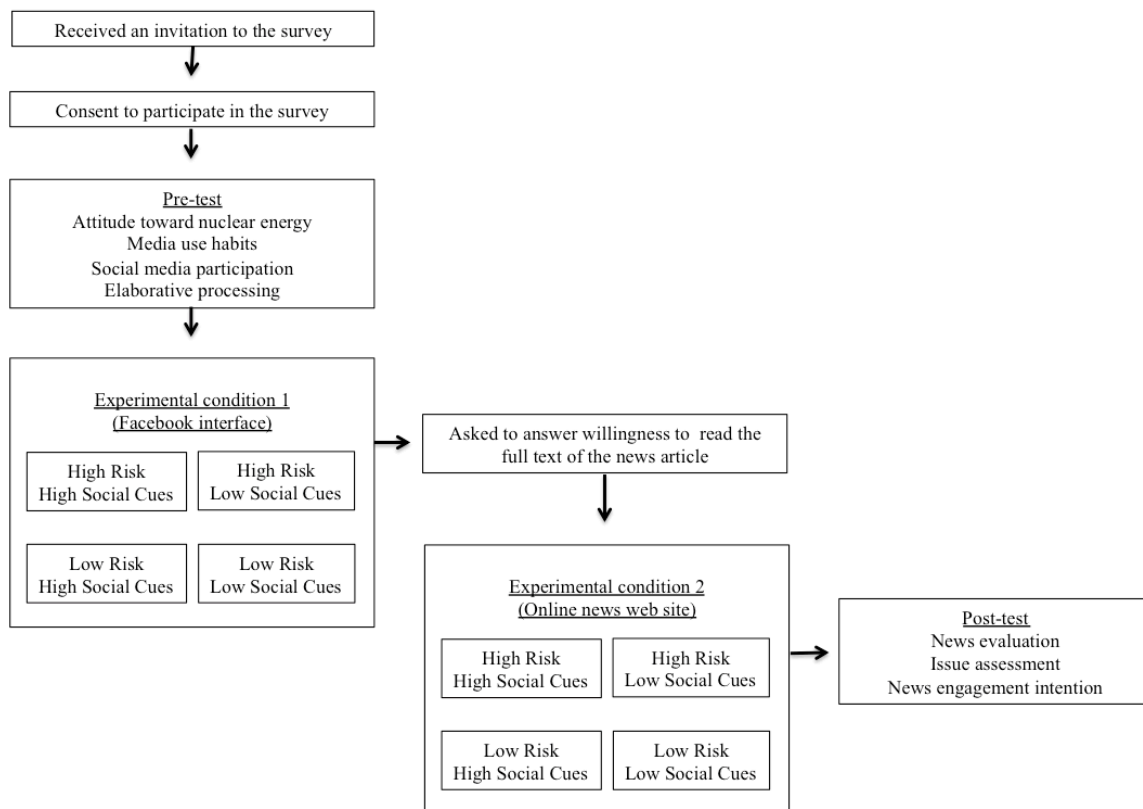 Received an invitation to the survey
Consent to participate in the survey
Pre-test
Attitude toward nuclear energy
Media use habits
Social media participation
Elaborative processing
Experimental condition 1
(Facebook interface)
High Risk
High Social Cues
High Risk
Low Social Cues
Low Risk
High Social Cues
Low Risk
Low Social Cues
Asked to answer willingness to read the
full text of the news article
Experimental condition 2
(Online news web site)
High Risk
High Social Cues
High Risk
Low Social Cues
Low Risk
High Social Cues
Low Risk
Low Social Cues
Post-test
News evaluation
Issue assessment
News engagement intention